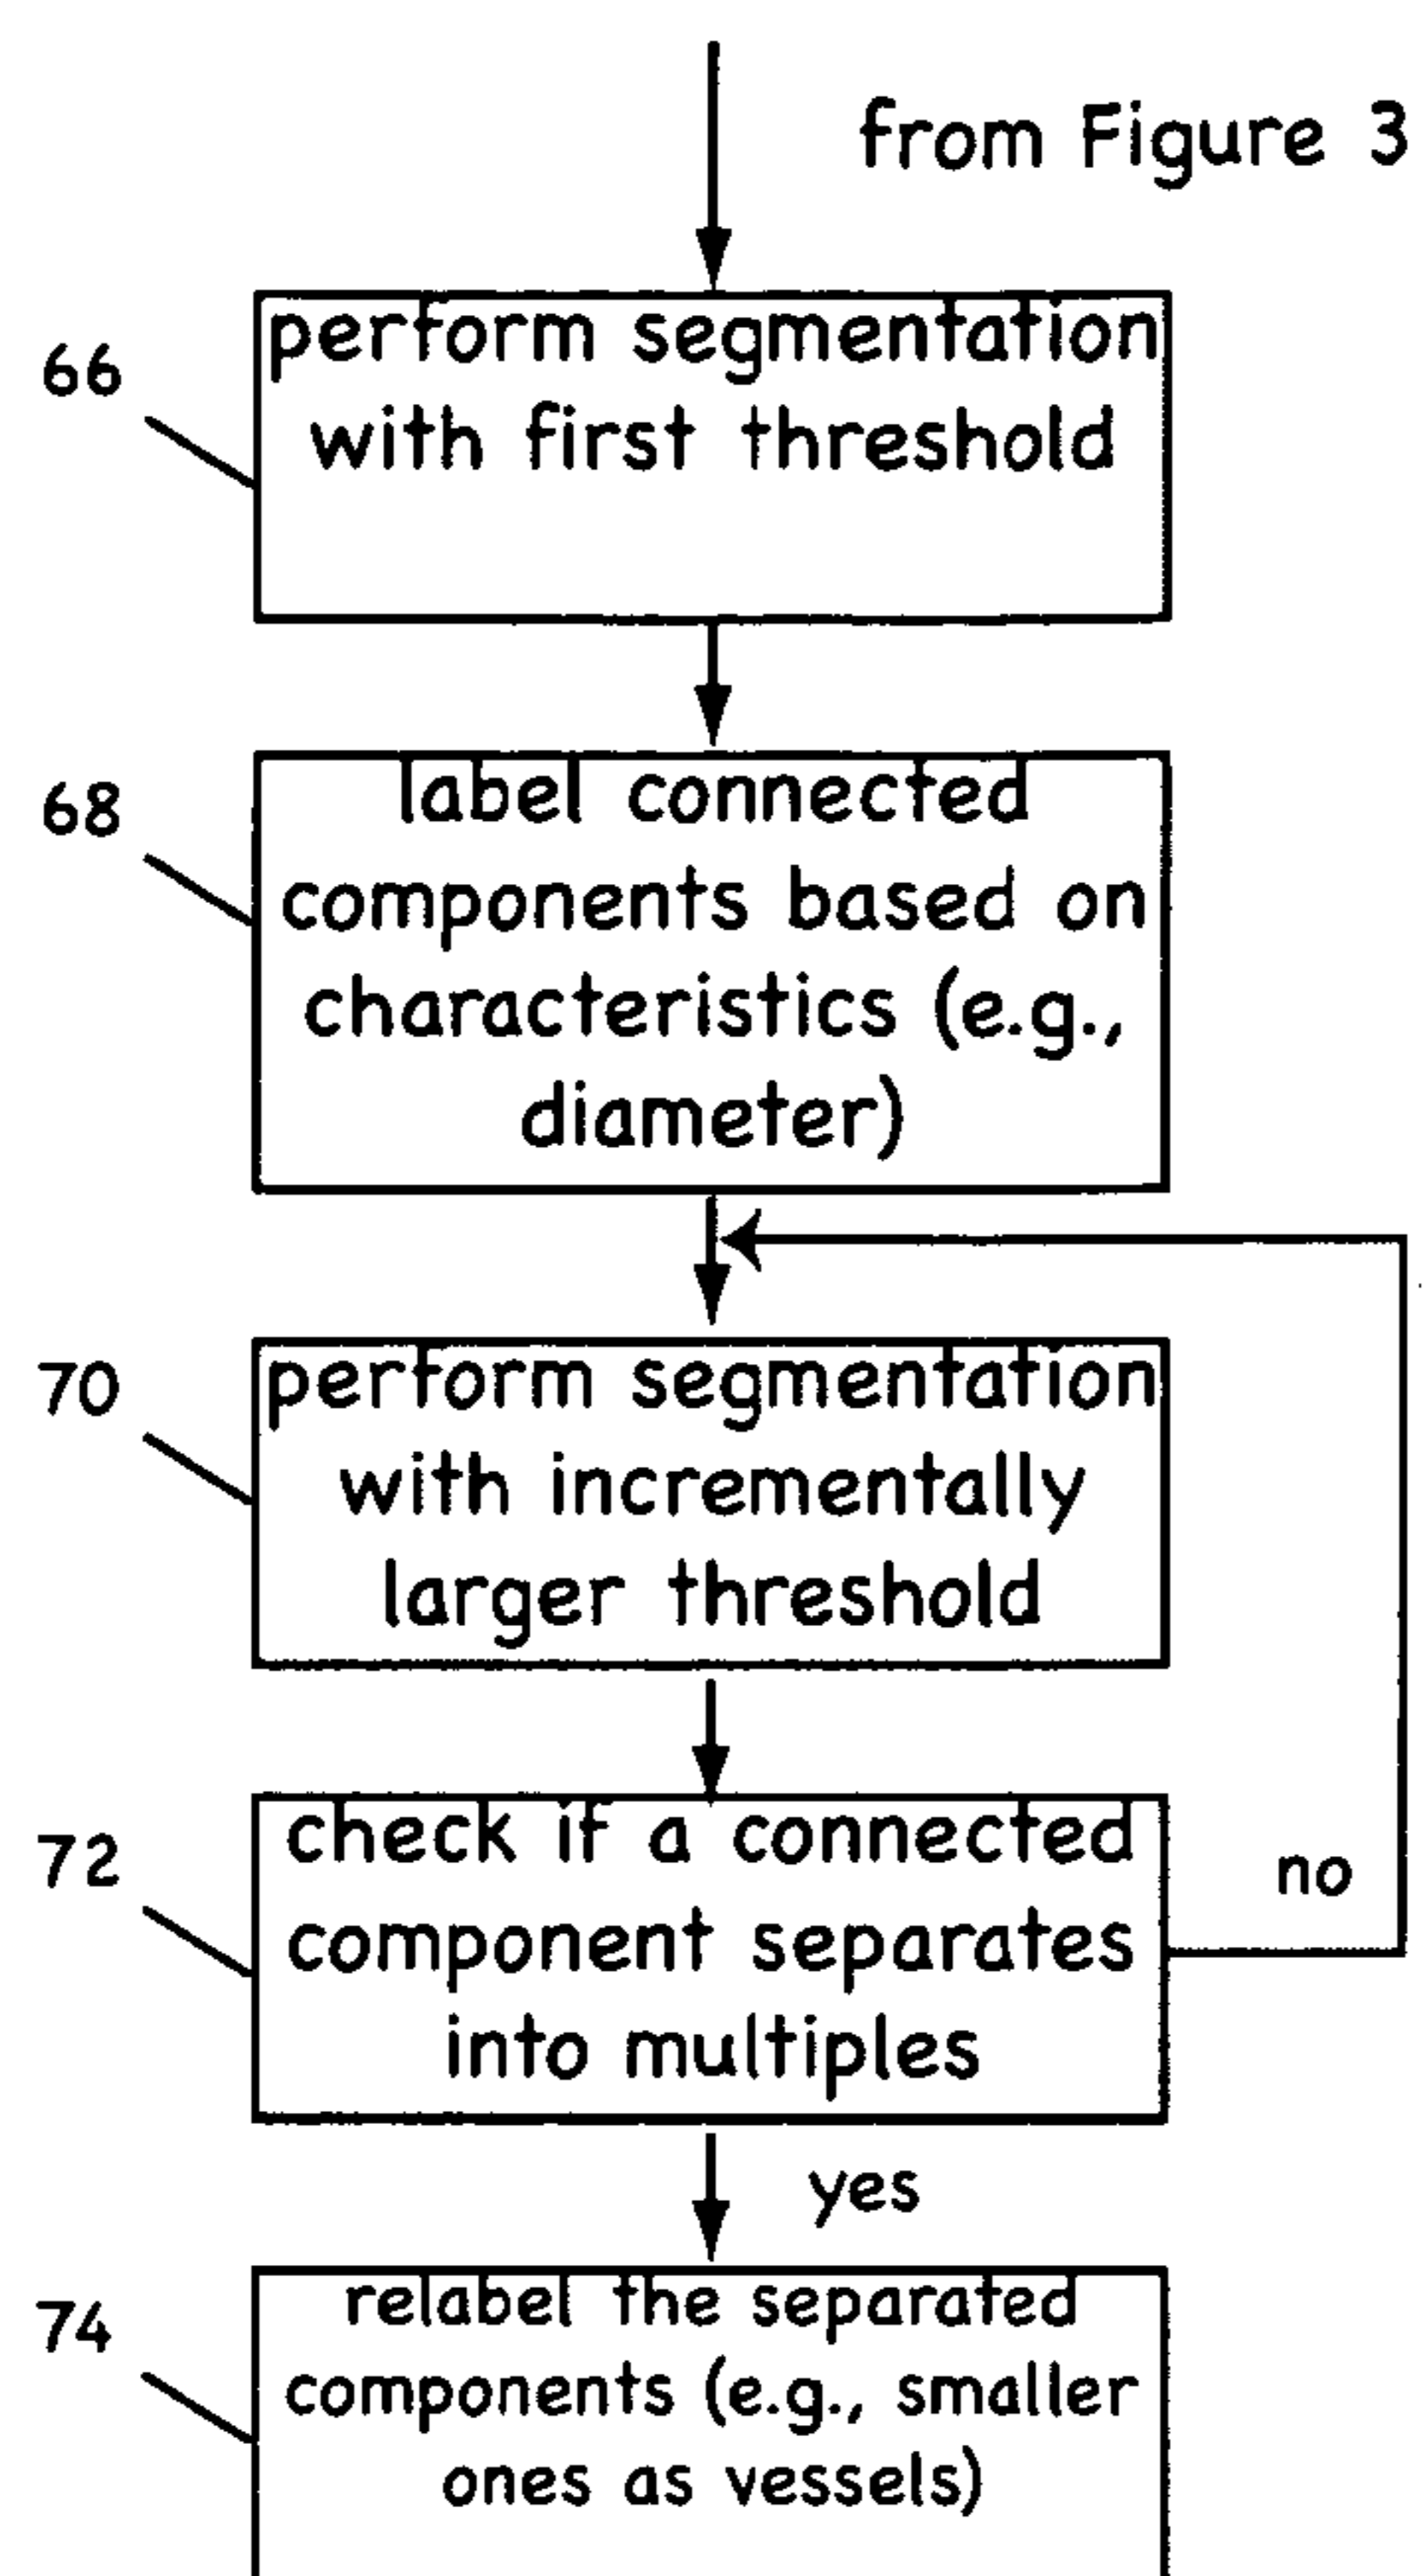 from Figure 3
66
perform segmentation
with first threshold
68
label connected
components based on
characteristics (e.g.,
diameter)
70
perform segmentation
with incrementally
larger threshold
72
check if a connected
component separates
into multiples
no
yes
74
relabel the separated
components (e.g., smaller
ones as vessels)